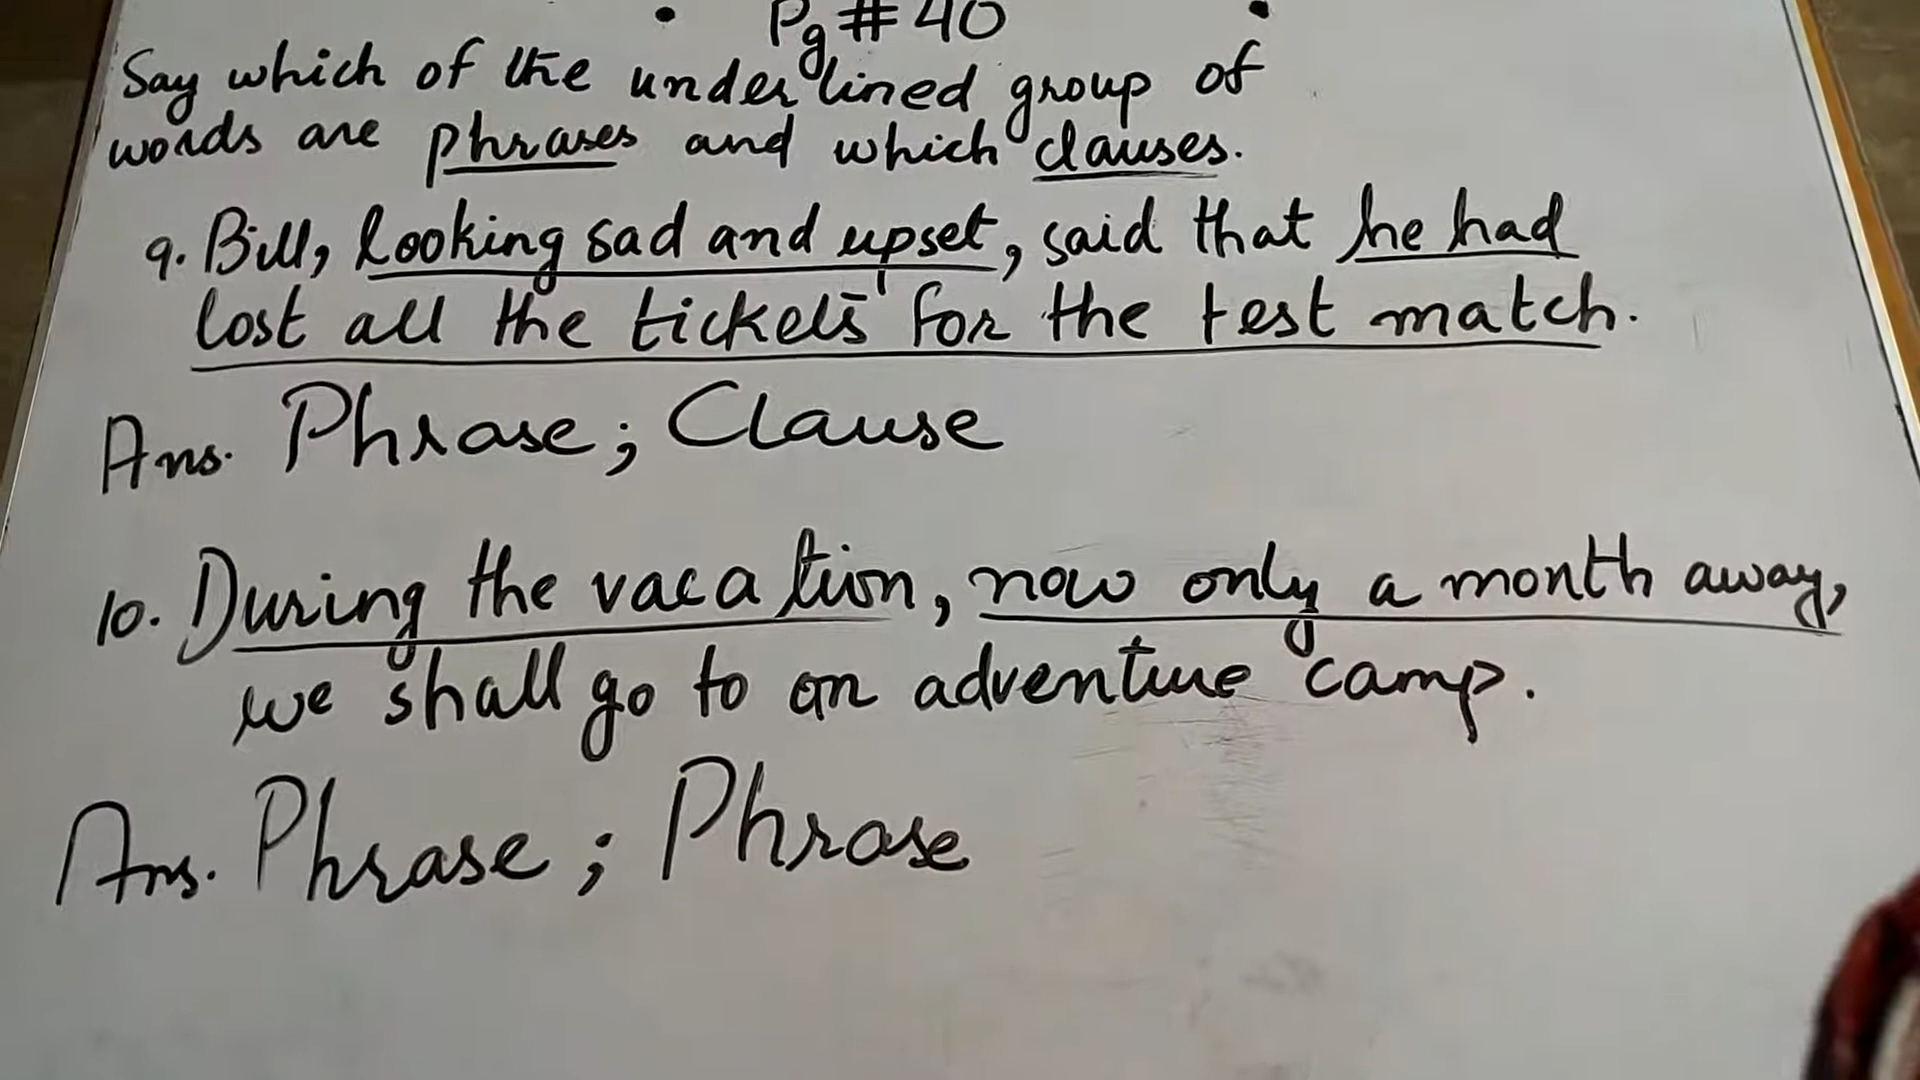 Pg # 40
Say which of the underlined group of
words are phrases and which clauses.
9. Bill, looking sad and upset, said that he had
lost all the tickets for the test match.
Ans. Phrase; Clause
10. During the vacation, now only a month away,
we shall go to an adventure camp.
Ans. Phrase; Phrase